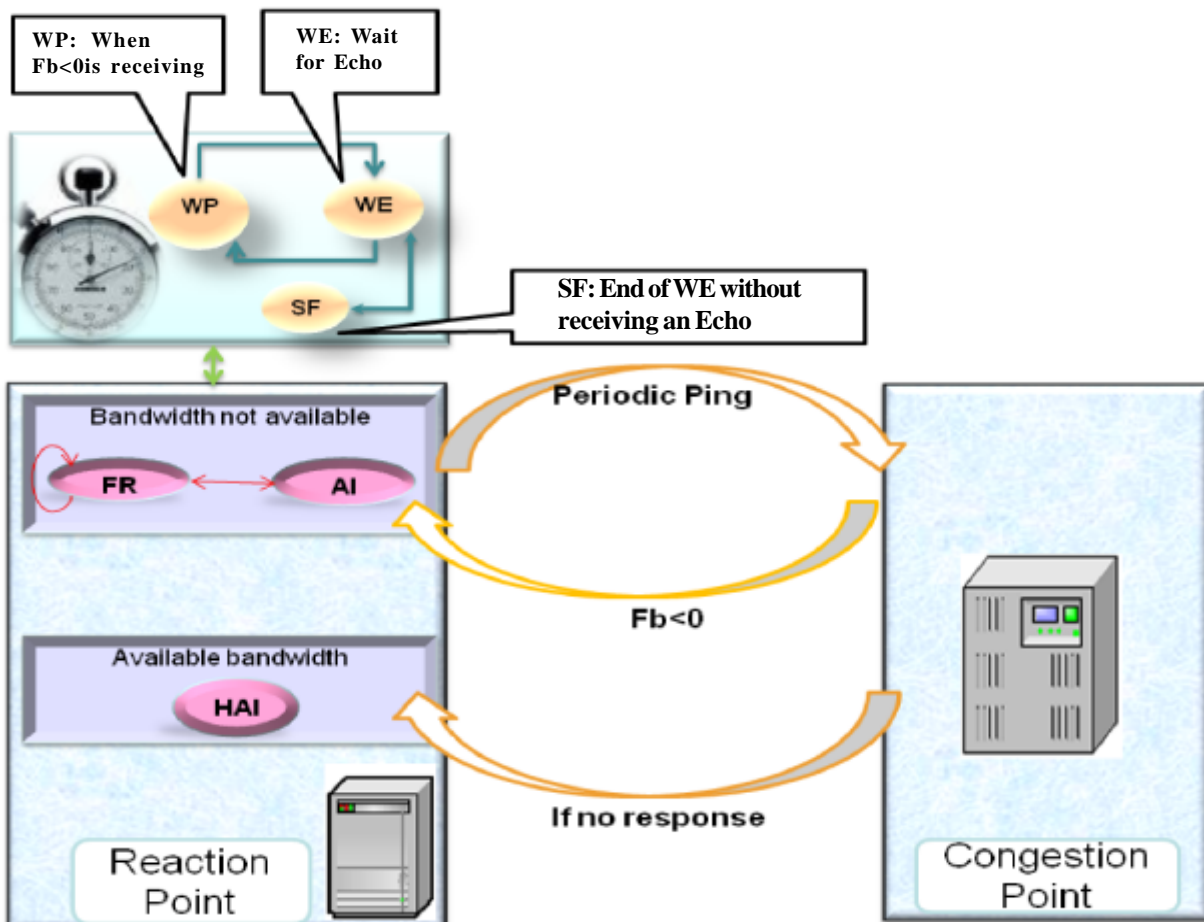 WP: When
Fb<0is receiving
WE: Wait
for Echo
WP
WE
SF
SF: End of WE without
receiving an Echo
Periodic Ping
Bandwidth not available
FR
AI
Fb<0
Available bandwidth
HAI
If no response
Reaction
Point
Congestion
Point